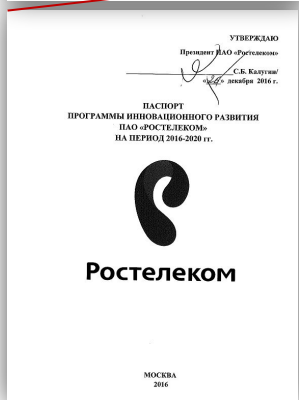 УТВЕРЖДАЮ
Президент ПАО «Ростелеком»
С.Б. Калугин/
« » декабря 2016 г.
ПАСПОРТ
ПРОГРАММЫ ИННОВАЦИОННОГО РАЗВИТИЯ
ПАО «РОСТЕЛЕКОМ»
НА ПЕРИОД 2016-2020 гг.
Ростелеком
МОСКВА
2016